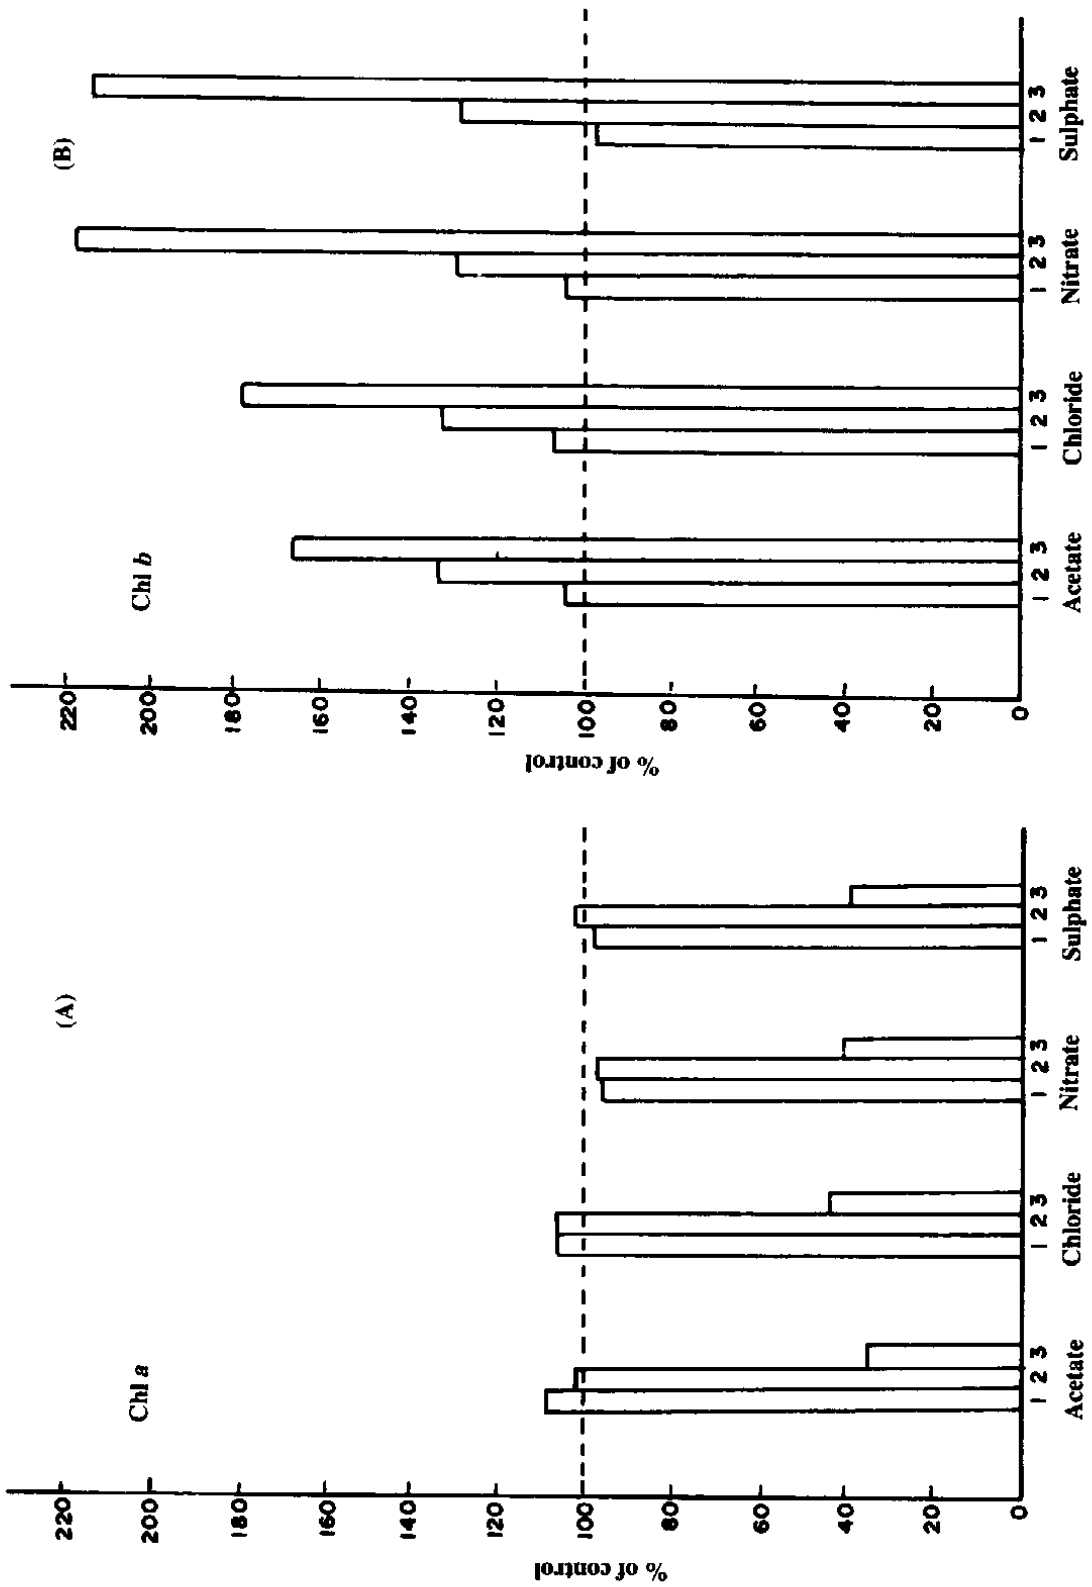 (A)
Chl a
% of control
220
200
180
160
140
120
100
80
60
40
20
0
1 2 3 1 2 3 1 2 3 1 2 3
Acetate Chloride Nitrate Sulphate
(B)
Chl b
% of control
220
200
180
160
140
120
100
80
60
40
20
0
1 2 3 1 2 3 1 2 3 1 2 3
Acetate Chloride Nitrate Sulphate